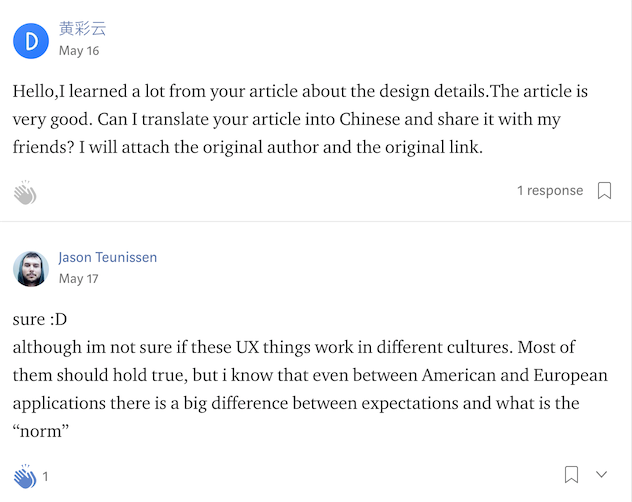 D
黄彩云
May 16
Hello,I learned a lot from your article about the design details.The article is
very good. Can I translate your article into Chinese and share it with my
friends? I will attach the original author and the original link.
1 response
Jason Teunissen
May 17
sure :D
although im not sure if these UX things work in different cultures. Most of
them should hold true, but i know that even between American and European
applications there is a big difference between expectations and what is the
“norm”
1